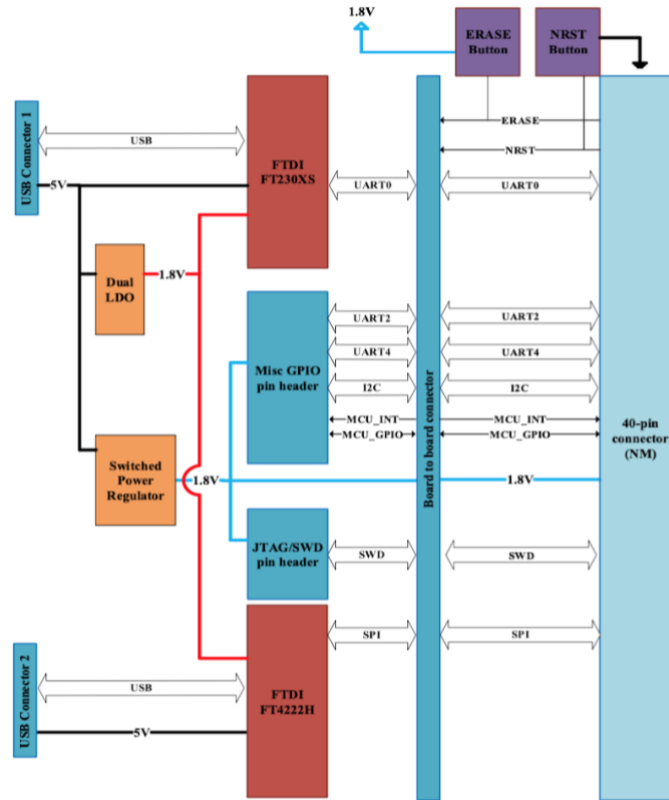 1.8V
ERASE
Button
NRST
Button
USB Connector 1
USB
FTDI
FT230XS
ERASE
NRST
5V
UART0
UART0
Dual
LDO
1.8V
Misc GPIO
pin header
UART2
UART2
UART4
UART4
I2C
I2C
MCU_INT
MCU_INT
MCU_GPIO
MCU_GPIO
Board to board connector
40-pin
connector
(NM)
Switched
Power
Regulator
1.8V
1.8V
JTAG/SWD
pin header
SWD
SWD
SPI
SPI
USB Connector 2
USB
FTDI
FT4222H
5V